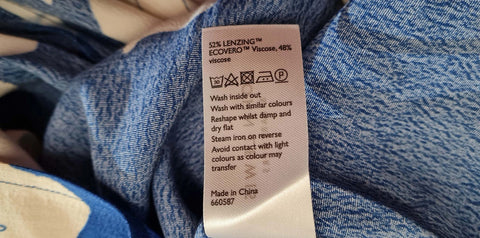 52% LENZING™
ECOVERO™ Viscose, 48%
viscose
30
P
Wash inside out
Wash with similar colours
Reshape whilst damp and
dry flat
Steam iron on reverse
Avoid contact with light
colours as colour may
transfer
Made in China
660587